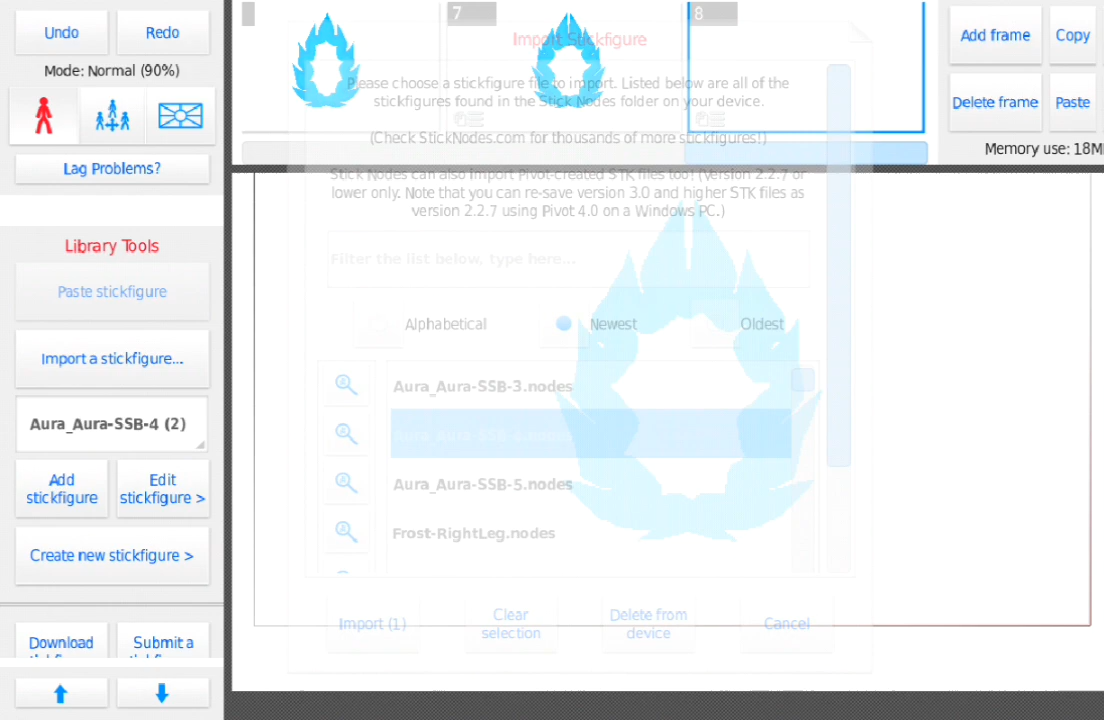 Undo
Redo
Mode: Normal (90%)
Lag Problems?
Library Tools
Paste stickfigure
Import a stickfigure...
Aura_Aura-SSB-4 (2)
Add
stickfigure
Edit
stickfigure >
Create new stickfigure >
Download
Submit a
7
8
Add frame
Copy
Delete frame
Paste
Memory use: 18M
Import Stickfigure
Please choose a stickfigure file to import. Listed below are all of the
stickfigures found in the Stick Nodes folder on your device.
(Check StickNodes.com for thousands of more stickfigures!)
Stick Nodes can also import Pivot-created STK files too! (Version 2.2.7 or
lower only. Note that you can re-save version 3.0 and higher STK files as
version 2.2.7 using Pivot 4.0 on a Windows PC.)
Filter the list below, type here...
Alphabetical
Newest
Oldest
Aura_Aura-SSB-3.nodes
Aura_Aura-SSB-4.nodes
Aura_Aura-SSB-5.nodes
Frost-RightLeg.nodes
Import (1)
Clear
selection
Delete from
device
Cancel